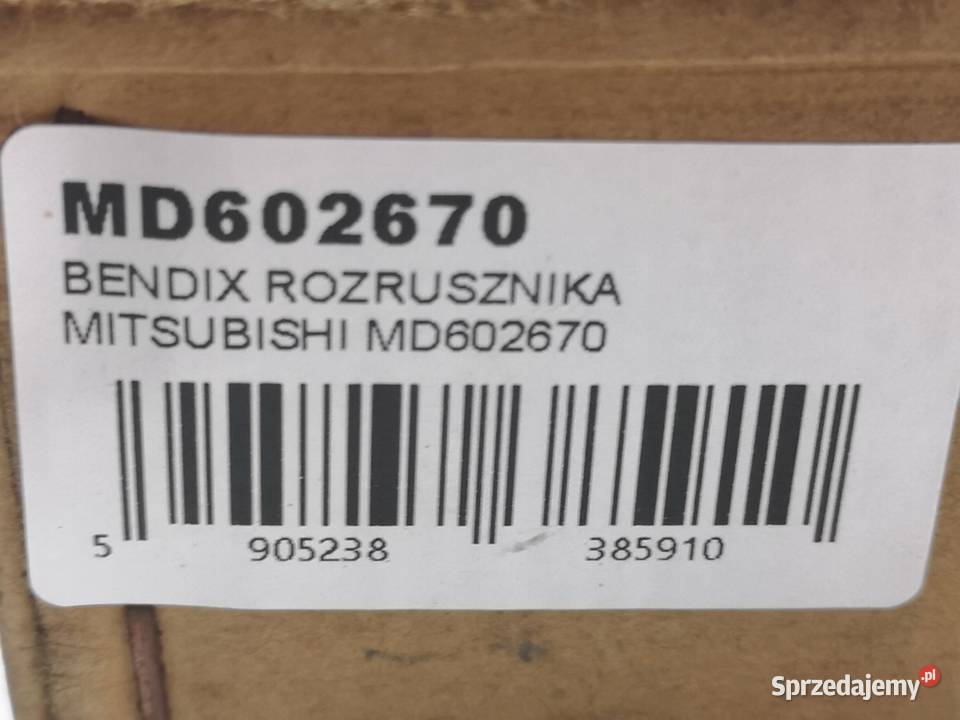 MD602670
BENDIX ROZRUSZNIKA
MITSUBISHI MD602670
5 905238 385910
Sprzedajemy.pl